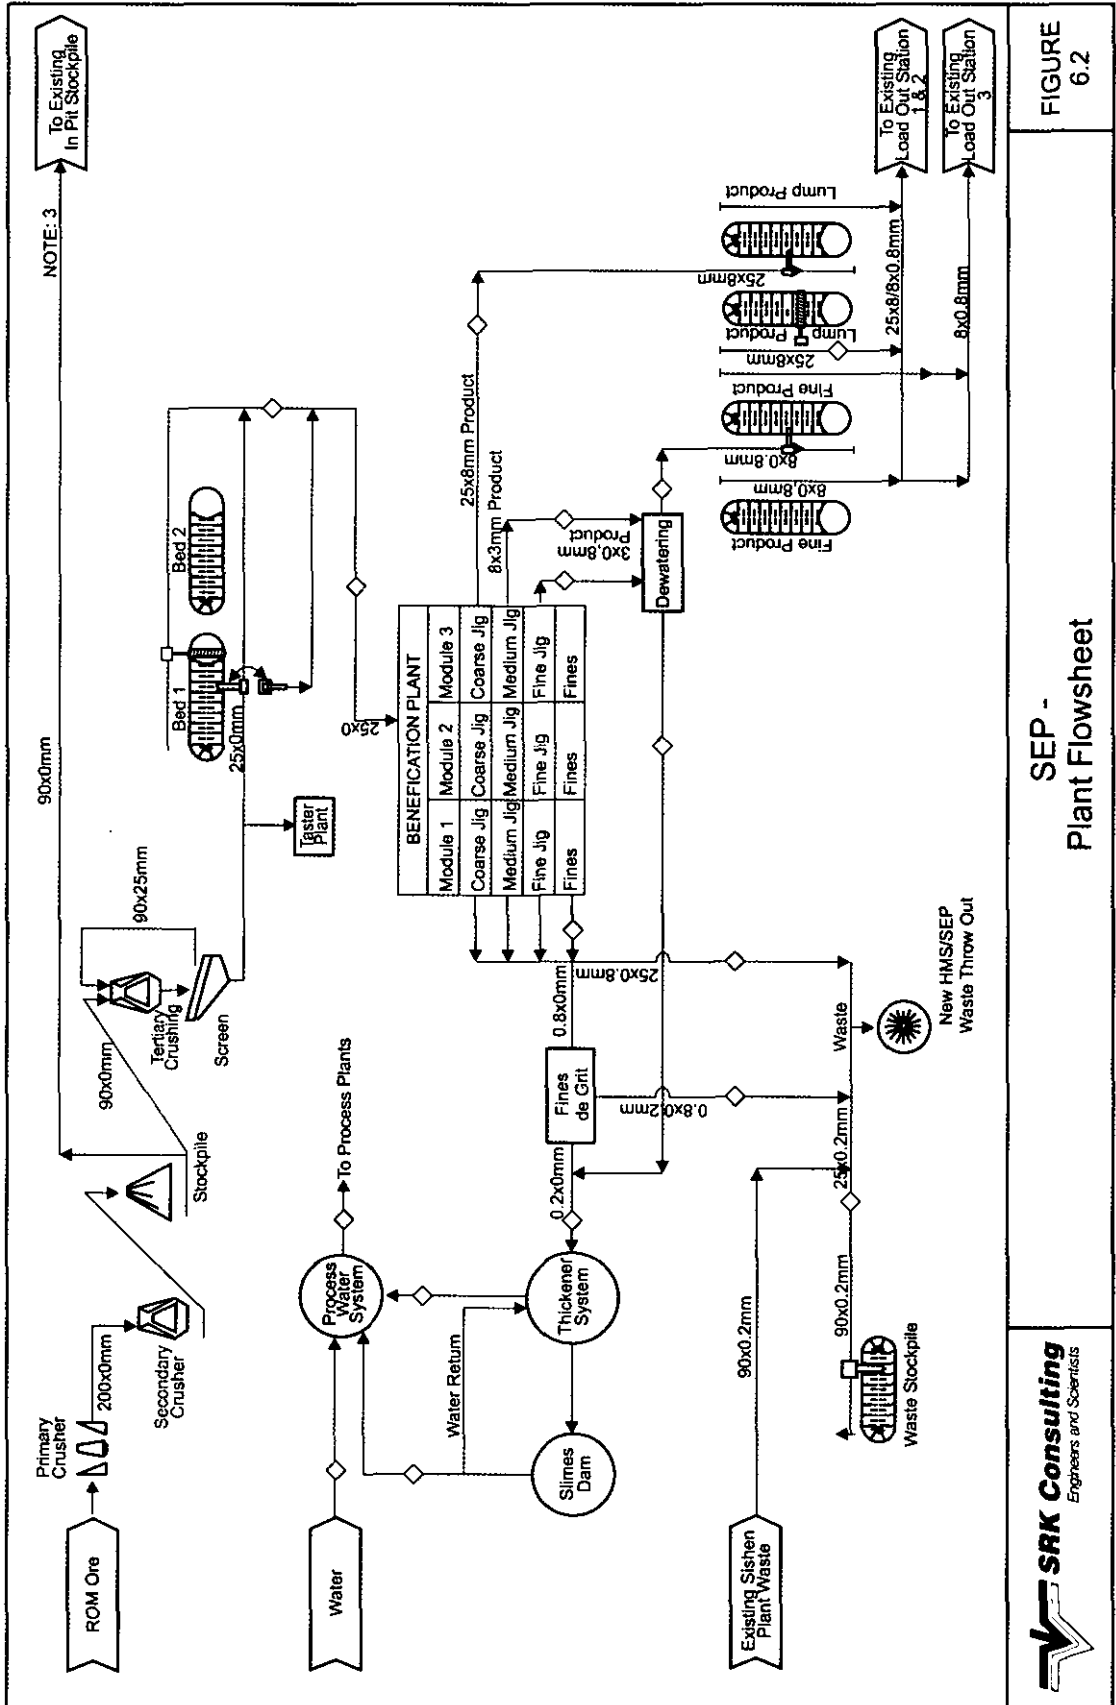 To Existing
In Pit Stockpile
NOTE: 3
90x0mm
ROM Ore
Primary
Crusher
200x0mm
Secondary
Crusher
Stockpile
90x0mm
Tertiary
Crushing
90x25mm
Screen
Taster
Plant
Bed 1
Bed 2
25x0mm
25x0
Water
Process
Water
System
To Process Plants
Water Return
Thickener
System
Slimes
Dam
BENEFICATION PLANT
Module 1
Module 2
Module 3
Coarse Jig
Coarse Jig
Coarse Jig
Medium Jig
Medium Jig
Medium Jig
Fine Jig
Fine Jig
Fine Jig
Fines
Fines
Fines
25x8mm Product
8x3mm Product
3x0,8mm
Product
Dewatering
0.8x0mm
25x0.8mm
Fines
de Grit
0.2x0mm
0.8x0.2mm
Fine Product
8x0,8mm
8x0.8mm
Fine Product
25x8mm
Lump Product
25x8mm
Lump Product
25x8/8x0.8mm
8x0.8mm
To Existing
Load Out Station
1 & 2
To Existing
Load Out Station
3
Existing Sishen
Plant Waste
90x0.2mm
90x0.2mm
25x0.2mm
Waste
Waste Stockpile
New HMS/SEP
Waste Throw Out
SRK Consulting
Engineers and Scientists
SEP -
Plant Flowsheet
FIGURE
6.2